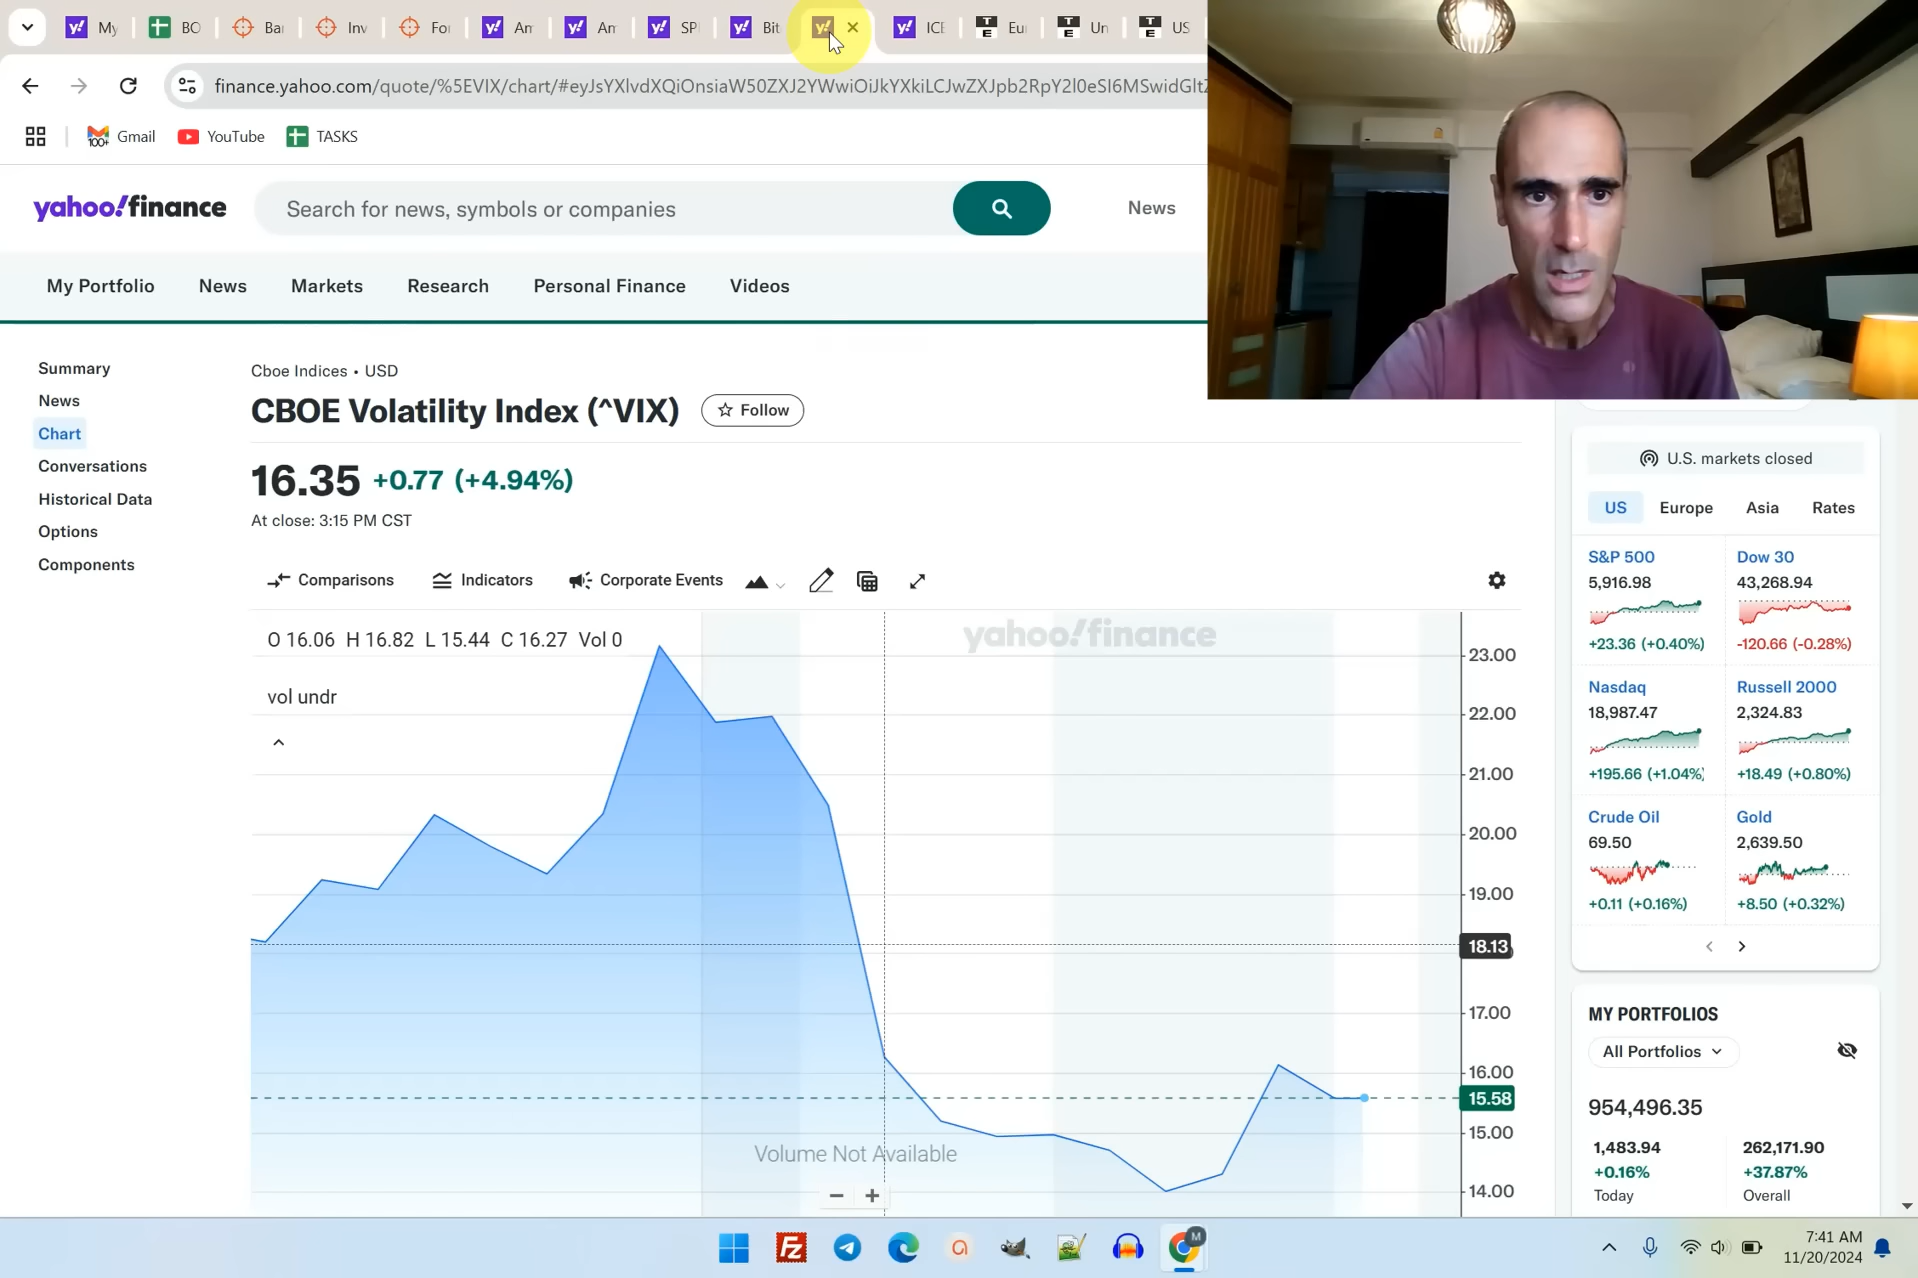 My
BO
Bar
Inv
For
Am
Am
SP
Bit
ICE
Eu
Un
US
finance.yahoo.com/quote/%5EVIX/chart/#eyJsYXlvdXQiOnsiaW50ZXJ2YWwiOiJkYXkiLCJwZXJpb2RpY2l0eSI6MSwidGltZ
Gmail
YouTube
TASKS
yahoo!finance
Search for news, symbols or companies
News
My Portfolio
News
Markets
Research
Personal Finance
Videos
Summary
News
Chart
Conversations
Historical Data
Options
Components
Cboe Indices • USD
CBOE Volatility Index (^VIX)
Follow
16.35 +0.77 (+4.94%)
At close: 3:15 PM CST
Comparisons
Indicators
Corporate Events
O 16.06 H 16.82 L 15.44 C 16.27 Vol 0
vol undr
yahoo!finance
23.00
22.00
21.00
20.00
19.00
18.13
17.00
16.00
15.58
15.00
14.00
Volume Not Available
U.S. markets closed
US
Europe
Asia
Rates
S&P 500
5,916.98
+23.36 (+0.40%)
Dow 30
43,268.94
-120.66 (-0.28%)
Nasdaq
18,987.47
+195.66 (+1.04%)
Russell 2000
2,324.83
+18.49 (+0.80%)
Crude Oil
69.50
+0.11 (+0.16%)
Gold
2,639.50
+8.50 (+0.32%)
MY PORTFOLIOS
All Portfolios
954,496.35
1,483.94
+0.16%
Today
262,171.90
+37.87%
Overall
7:41 AM
11/20/2024